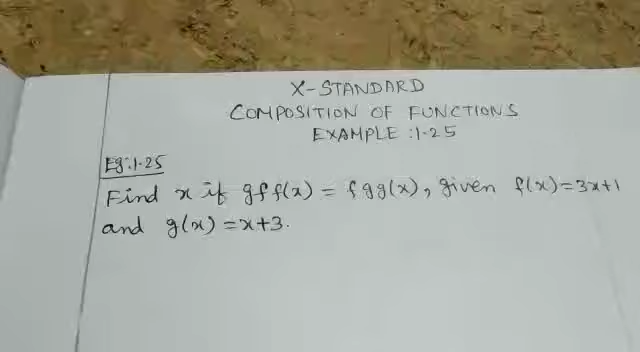 X-STANDARD
COMPOSITION OF FUNCTIONS
EXAMPLE :1.25
Eg:1.25
Find x if gff(x) = fgg(x), given f(x)=3x+1
and g(x)=x+3.